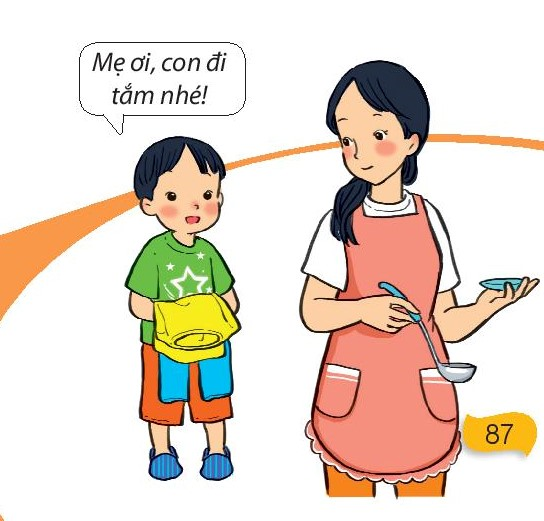 Mẹ ơi, con đi
tắm nhé!
87